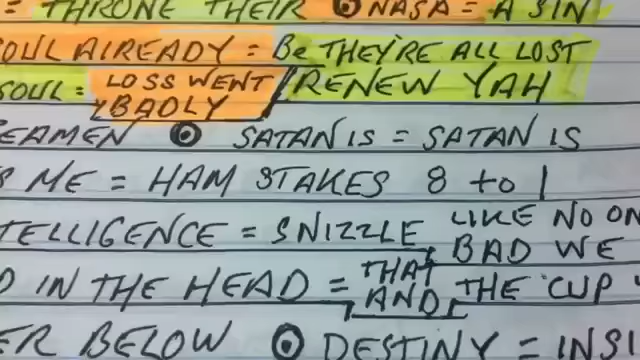 = THRONE THEIR NASA = A SIN
SOUL ALREADY = Be THEY'RE ALL LOST
SOUL: LOSS WENT BADLY / RENEW YAH
EAMEN SATAN IS = SATAN IS
S ME = HAM STAKES 8 to 1
TELLIGENCE = SNIZZLE LIKE NO ON BAD WE
D IN THE HEAD = THAT AND THE CUP
ER BELOW DESTINY = INSI